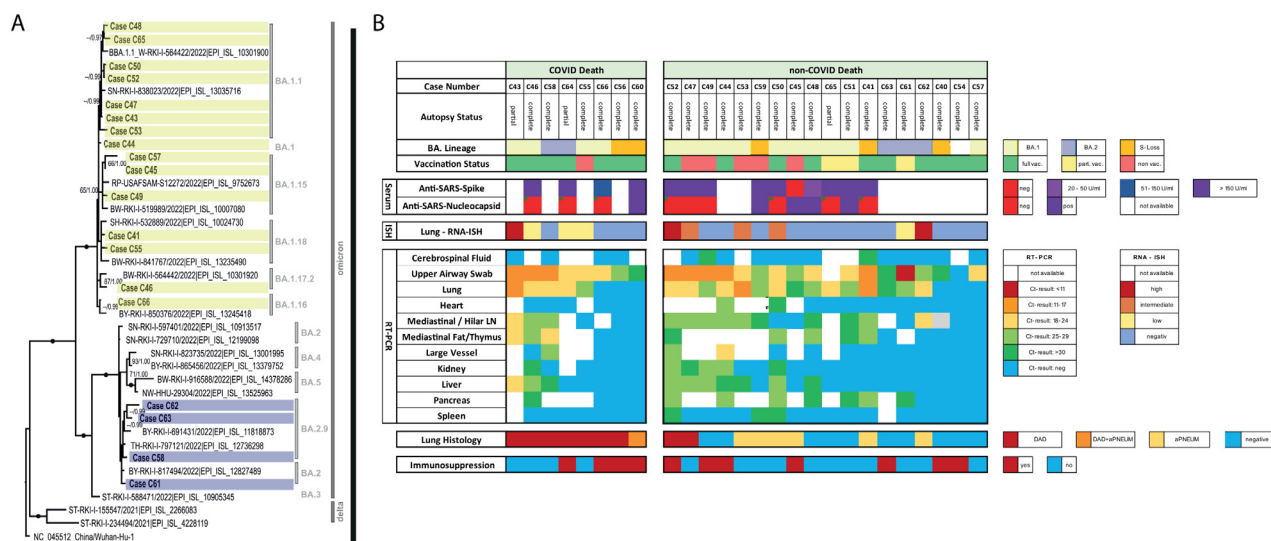 A
Case C48
--/0.97
Case C65
BBA.1.1_W-RKI-I-564422/2022|EPI_ISL_10301900
Case C50
--/0.99
Case C52
BA.1.1
SN-RKI-I-838023/2022|EPI_ISL_13035716
Case C47
--/0.99
Case C43
Case C53
Case C44
BA.1
Case C57
66/1.00
Case C45
RP-USAFSAM-S12272/2022|EPI_ISL_9752673
BA.1.15
65/1.00
Case C49
BW-RKI-I-519989/2022|EPI_ISL_10007080
SH-RKI-I-532889/2022|EPI_ISL_10024730
Case C41
BA.1.18
Case C55
BW-RKI-I-841767/2022|EPI_ISL_13235490
BW-RKI-I-564442/2022|EPI_ISL_10301920
BA.1.17.2
87/1.00
Case C46
Case C66
BA.1.16
--/0.99
BY-RKI-I-850376/2022|EPI_ISL_13245418
SN-RKI-I-597401/2022|EPI_ISL_10913517
BA.2
SN-RKI-I-729710/2022|EPI_ISL_12199098
SN-RKI-I-823735/2022|EPI_ISL_13001995
BA.4
93/1.00
BY-RKI-I-865456/2022|EPI_ISL_13379752
71/1.00
BW-RKI-I-916588/2022|EPI_ISL_14378286
BA.5
NW-HHU-29304/2022|EPI_ISL_13525963
Case C62
--/0.99
Case C63
--/0.99
BY-RKI-I-691431/2022|EPI_ISL_11818873
BA.2.9
TH-RKI-I-797121/2022|EPI_ISL_12736298
Case C58
BY-RKI-I-817494/2022|EPI_ISL_12827489
BA.2
Case C61
ST-RKI-I-588471/2022|EPI_ISL_10905345
BA.3
ST-RKI-I-155547/2021|EPI_ISL_2266083
ST-RKI-I-234494/2021|EPI_ISL_4228119
NC_045512_China/Wuhan-Hu-1
omicron
delta
B
COVID Death
non-COVID Death
Case Number
C43 C46 C58 C64 C55 C66 C56 C60
C52 C47 C49 C44 C53 C59 C50 C45 C48 C65 C51 C41 C63 C61 C62 C40 C54 C57
Autopsy Status
partial complete complete partial complete complete complete complete
complete complete complete complete complete complete complete complete complete partial complete complete complete complete complete complete complete complete
BA. Lineage
BA.1
BA.2
S-Loss
Vaccination Status
full vac.
part. vac.
non vac.
Serum
Anti-SARS-Spike
neg
20 - 50 U/ml
51- 150 U/ml
> 150 U/ml
Anti-SARS-Nucleocapsid
neg
pos
not available
ISH
Lung - RNA-ISH
RT-PCR
Cerebrospinal Fluid
Upper Airway Swab
Lung
Heart
Mediastinal / Hilar LN
Mediastinal Fat/Thymus
Large Vessel
Kidney
Liver
Pancreas
Spleen
RT- PCR
not available
Ct-result: <11
Ct-result: 11-17
Ct-result: 18-24
Ct-result: 25-29
Ct-result: >30
Ct-result: neg
RNA - ISH
not available
high
intermediate
low
negativ
Lung Histology
DAD
DAD+aPNEUM
aPNEUM
negative
Immunosuppression
yes
no